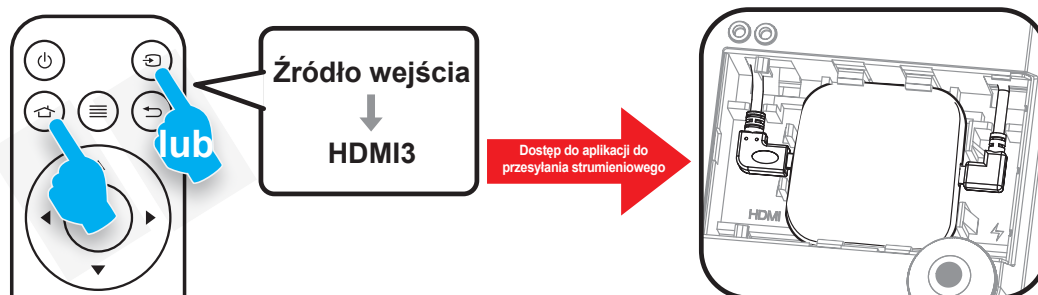 Źródło wejścia
HDMI3
lub
Dostęp do aplikacji do
przesyłania strumieniowego
HDMI